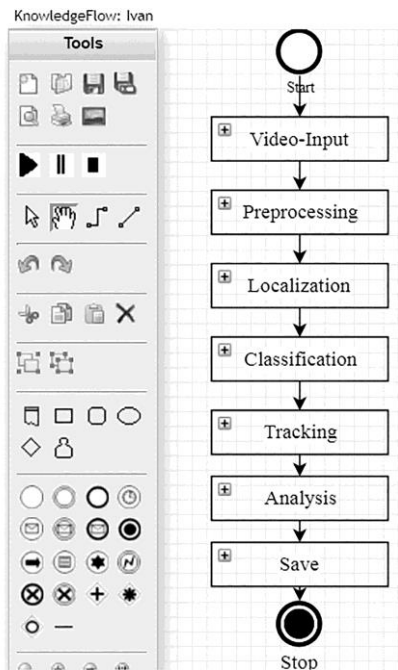 KnowledgeFlow: Ivan
Tools
Start
Video-Input
Preprocessing
Localization
Classification
Tracking
Analysis
Save
Stop